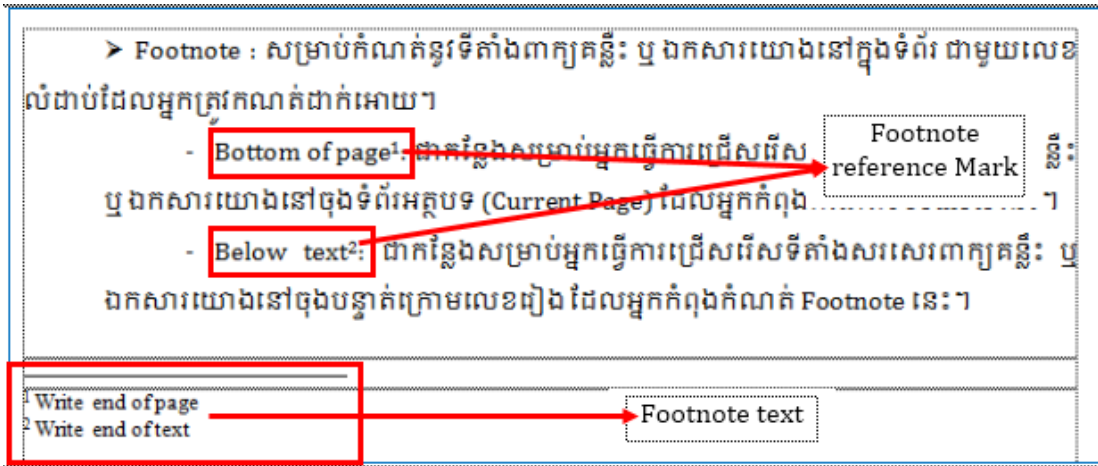 ➤ Footnote : សម្រាប់កំណត់នូវទីតាំងពាក្យគន្លឹះ ឬ ឯកសារយោងនៅក្នុងទំព័រ ជាមួយលេខ
លំដាប់ដែលអ្នកត្រូវកណត់ដាក់អោយ។
- Bottom of page¹: ជាកន្លែងសម្រាប់អ្នកធ្វើការជ្រើសរើស
Footnote
reference Mark
ឬ ឯកសារយោងនៅចុងទំព័រអត្ថបទ (Current Page) ដែលអ្នកកំពុង
- Below text²: ជាកន្លែងសម្រាប់អ្នកធ្វើការជ្រើសរើសទីតាំងសរសេរពាក្យគន្លឹះ ឬ
ឯកសារយោងនៅចុងបន្ទាត់ក្រោមលេខរៀង ដែលអ្នកកំពុងកំណត់ Footnote នេះ។
¹ Write end of page
² Write end of text
Footnote text